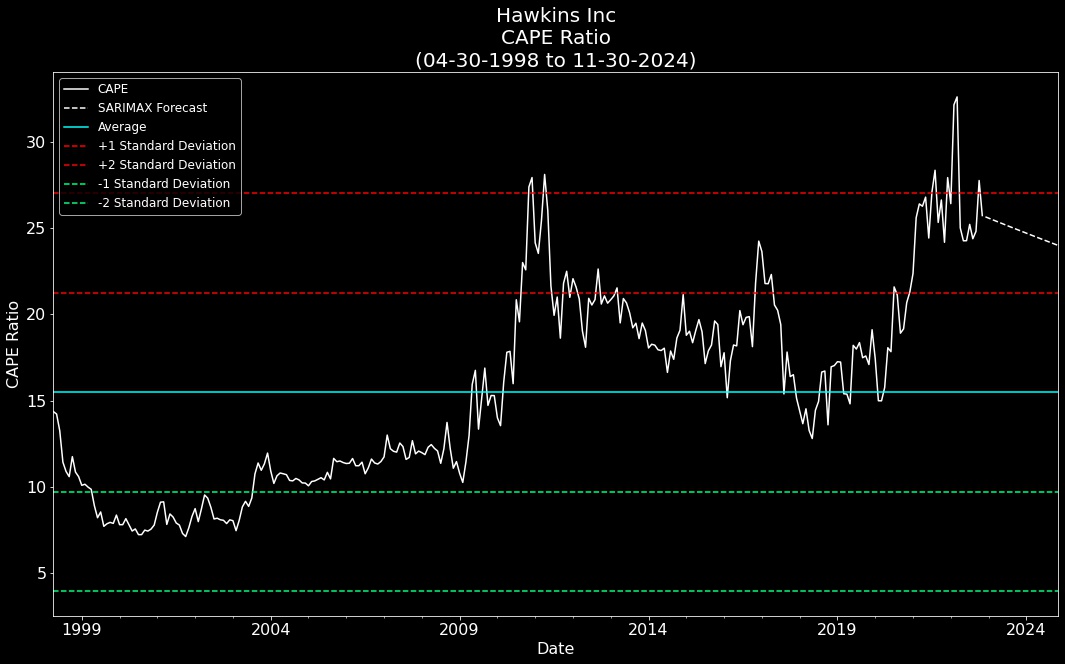 Hawkins Inc
CAPE Ratio
(04-30-1998 to 11-30-2024)
CAPE
SARIMAX Forecast
Average
+1 Standard Deviation
+2 Standard Deviation
-1 Standard Deviation
-2 Standard Deviation
CAPE Ratio
30
25
20
15
10
5
1999
2004
2009
2014
2019
2024
Date